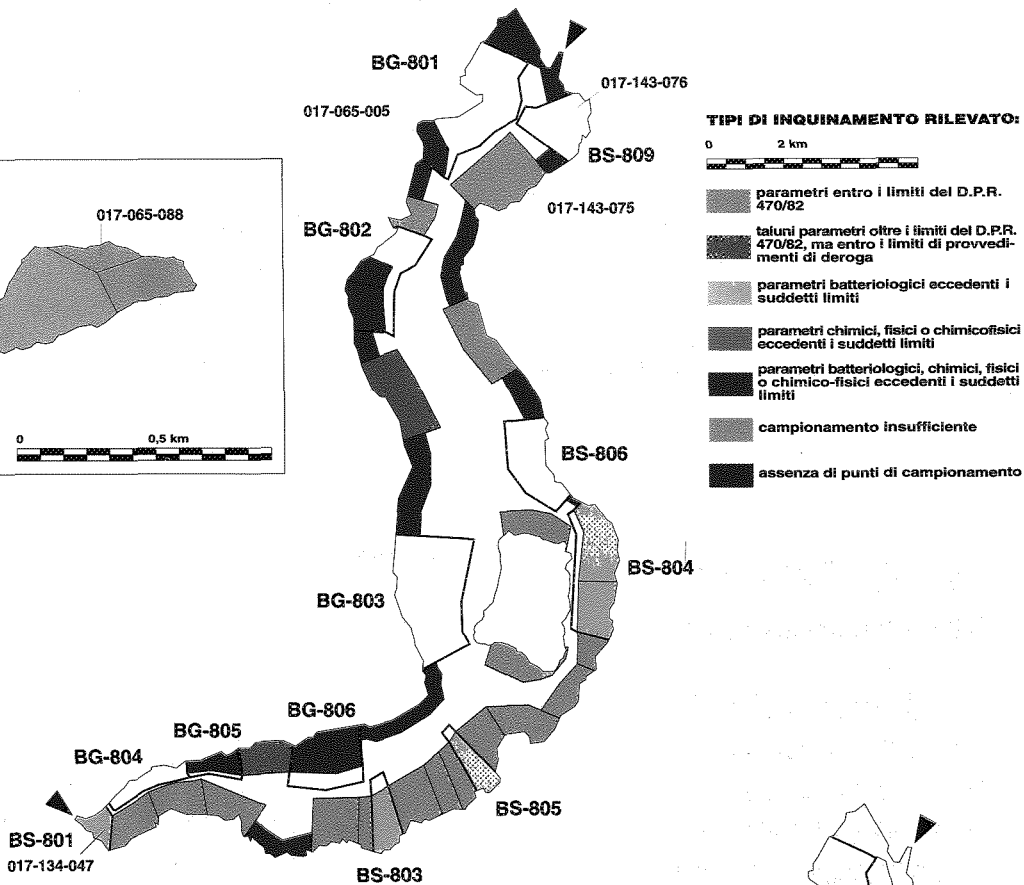 BG-801
017-143-076
017-065-005
TIPI DI INQUINAMENTO RILEVATO:
0 2 km
BS-809
parametri entro i limiti del D.P.R.
470/82
017-143-075
017-065-088
BG-802
taluni parametri oltre i limiti del D.P.R.
470/82, ma entro i limiti di provvedi-
menti di deroga
parametri batteriologici eccedenti i
suddetti limiti
parametri chimici, fisici o chimicofisici
eccedenti i suddetti limiti
parametri batteriologici, chimici, fisici
o chimico-fisici eccedenti i suddetti
limiti
campionamento insufficiente
assenza di punti di campionamento
0 0,5 km
BS-806
BS-804
BG-803
BG-806
BG-805
BG-804
BS-805
BS-801
017-134-047
BS-803